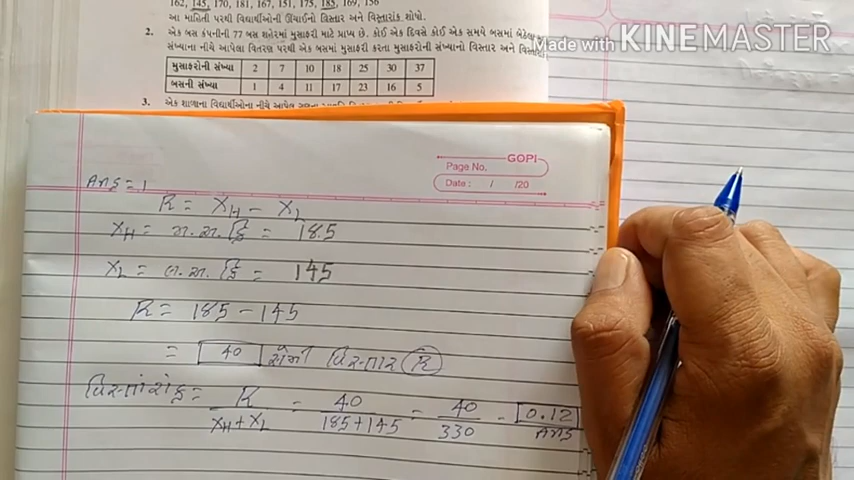 162, 145, 170, 181, 167, 151, 175, 185, 169, 156
આ માહિતી પરથી વિદ્યાર્થીઓની ઊંચાઈનો વિસ્તાર અને વિસ્તારાંક શોધો.
2. એક બસ કંપનીની 77 બસ શહેરમાં મુસાફરી માટે પ્રાપ્ય છે. કોઈ એક દિવસે કોઈ એક સમયે બસમાં બેઠેલા
સંખ્યાના નીચે આપેલા વિતરણ પરથી એક બસમાં મુસાફરી કરતા મુસાફરોની સંખ્યાનો વિસ્તાર અને
Made with KINEMASTER
મુસાફરોની સંખ્યા 2 7 10 18 25 30 37
બસની સંખ્યા 1 4 11 17 23 16 5
3. એક શાળાના વિદ્યાર્થીઓના નીચે આપેલ
GOPI
Page No.
Date : / /20
Ans = 1
R = XH - XL
XH = મ.મ. કિં = 185
XL = લ.મ. કિં = 145
R = 185 - 145
= 40 સેમી વિસ્તાર R
વિસ્તારાંક = R / XH + XL = 40 / 185 + 145 = 40 / 330 = 0.12
Ans